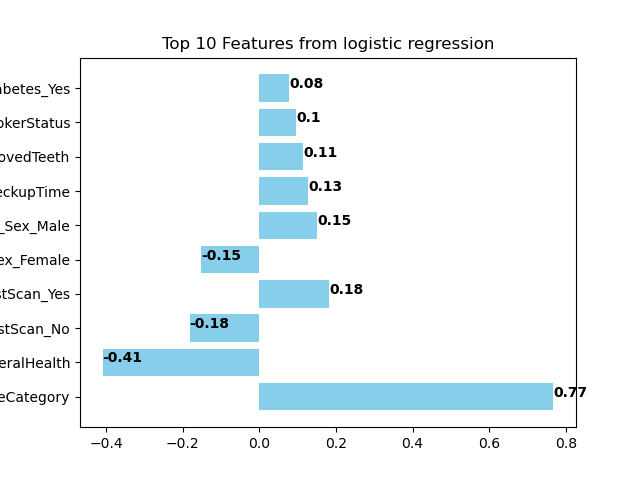 Top 10 Features from logistic regression
abetes_Yes
0.08
okerStatus
0.1
ovedTeeth
0.11
eckupTime
0.13
_Sex_Male
0.15
ex_Female
-0.15
stScan_Yes
0.18
stScan_No
-0.18
eralHealth
-0.41
eCategory
0.77
−0.4 −0.2 0.0 0.2 0.4 0.6 0.8